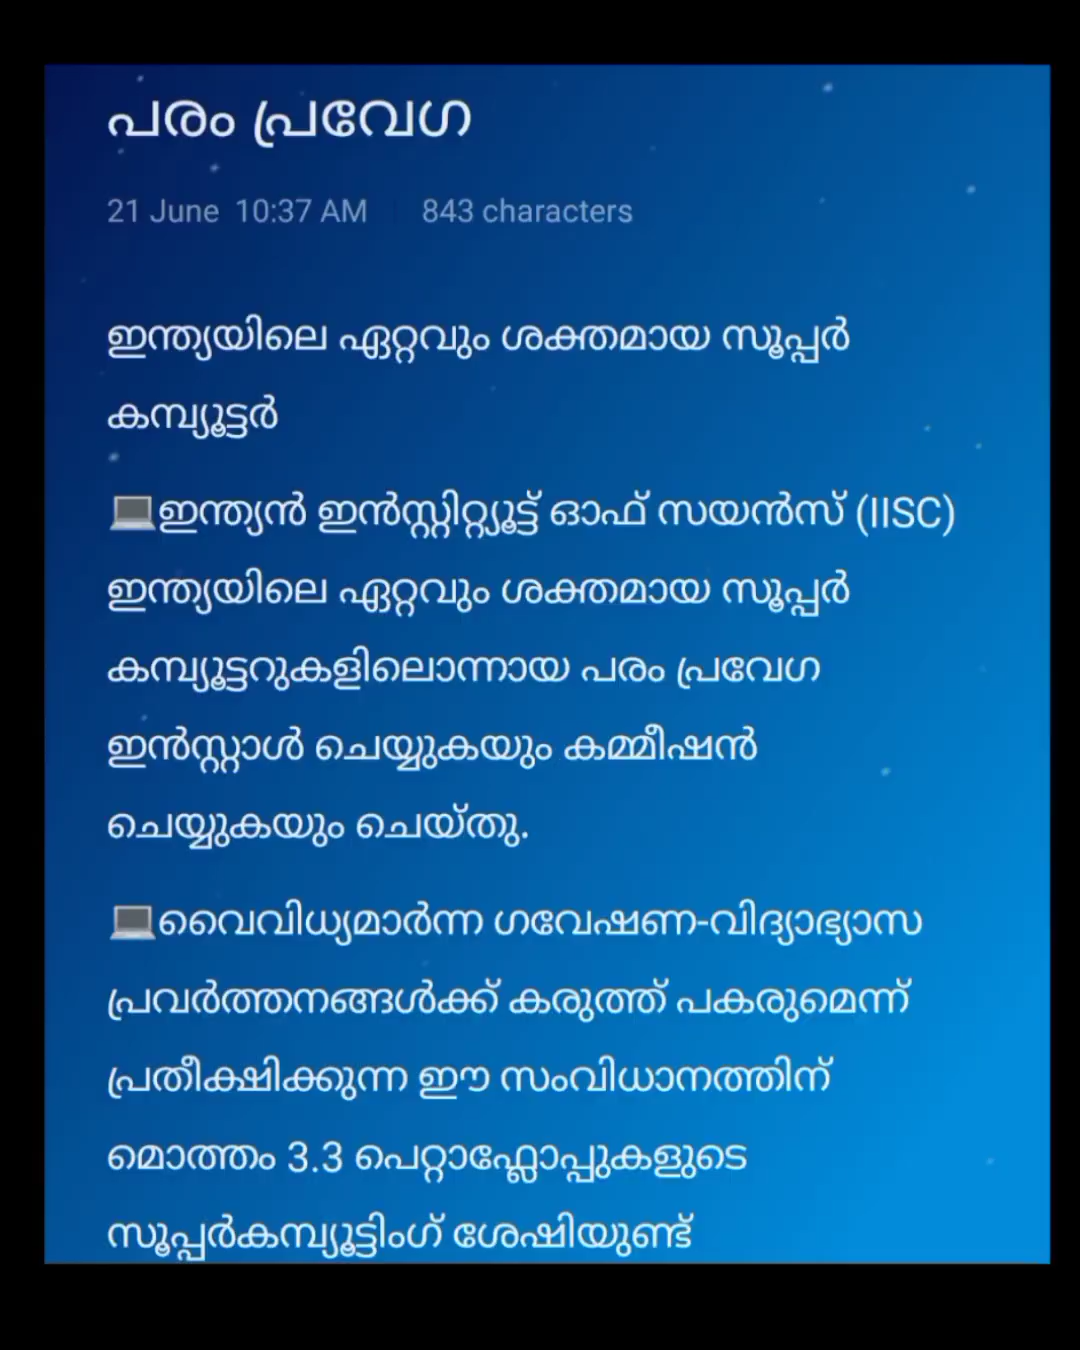 പരം പ്രവേഗ
21 June 10:37 AM 843 characters
ഇന്ത്യയിലെ ഏറ്റവും ശക്തമായ സൂപ്പർ
കമ്പ്യൂട്ടർ
💻ഇന്ത്യൻ ഇൻസ്റ്റിറ്റ്യൂട്ട് ഓഫ് സയൻസ് (IISC)
ഇന്ത്യയിലെ ഏറ്റവും ശക്തമായ സൂപ്പർ
കമ്പ്യൂട്ടറുകളിലൊന്നായ പരം പ്രവേഗ
ഇൻസ്റ്റാൾ ചെയ്യുകയും കമ്മീഷൻ
ചെയ്യുകയും ചെയ്തു.
💻വൈവിധ്യമാർന്ന ഗവേഷണ-വിദ്യാഭ്യാസ
പ്രവർത്തനങ്ങൾക്ക് കരുത്ത് പകരുമെന്ന്
പ്രതീക്ഷിക്കുന്ന ഈ സംവിധാനത്തിന്
മൊത്തം 3.3 പെറ്റാഫ്ലോപ്പുകളുടെ
സൂപ്പർകമ്പ്യൂട്ടിംഗ് ശേഷിയുണ്ട്